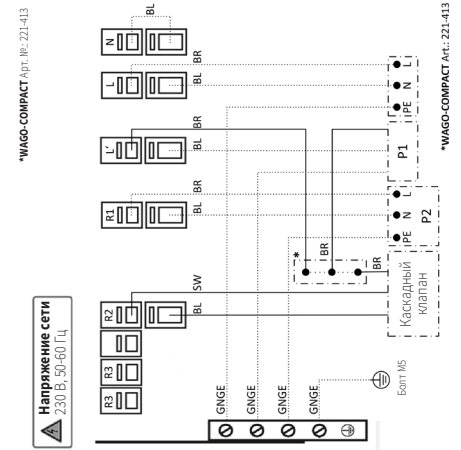 *WAGO-COMPACT Арт. №.: 221-413
Напряжение сети
230 В, 50-60 Гц
N
BL
L
BR
BL
L'
BR
BL
R1
BR
BL
R2
SW
BL
R3
R3
GNGE
GNGE
GNGE
GNGE
Болт M5
*
BR
BR
L
N
PE
P1
L
N
PE
P2
Каскадный
клапан
*WAGO-COMPACT Art.: 221-413